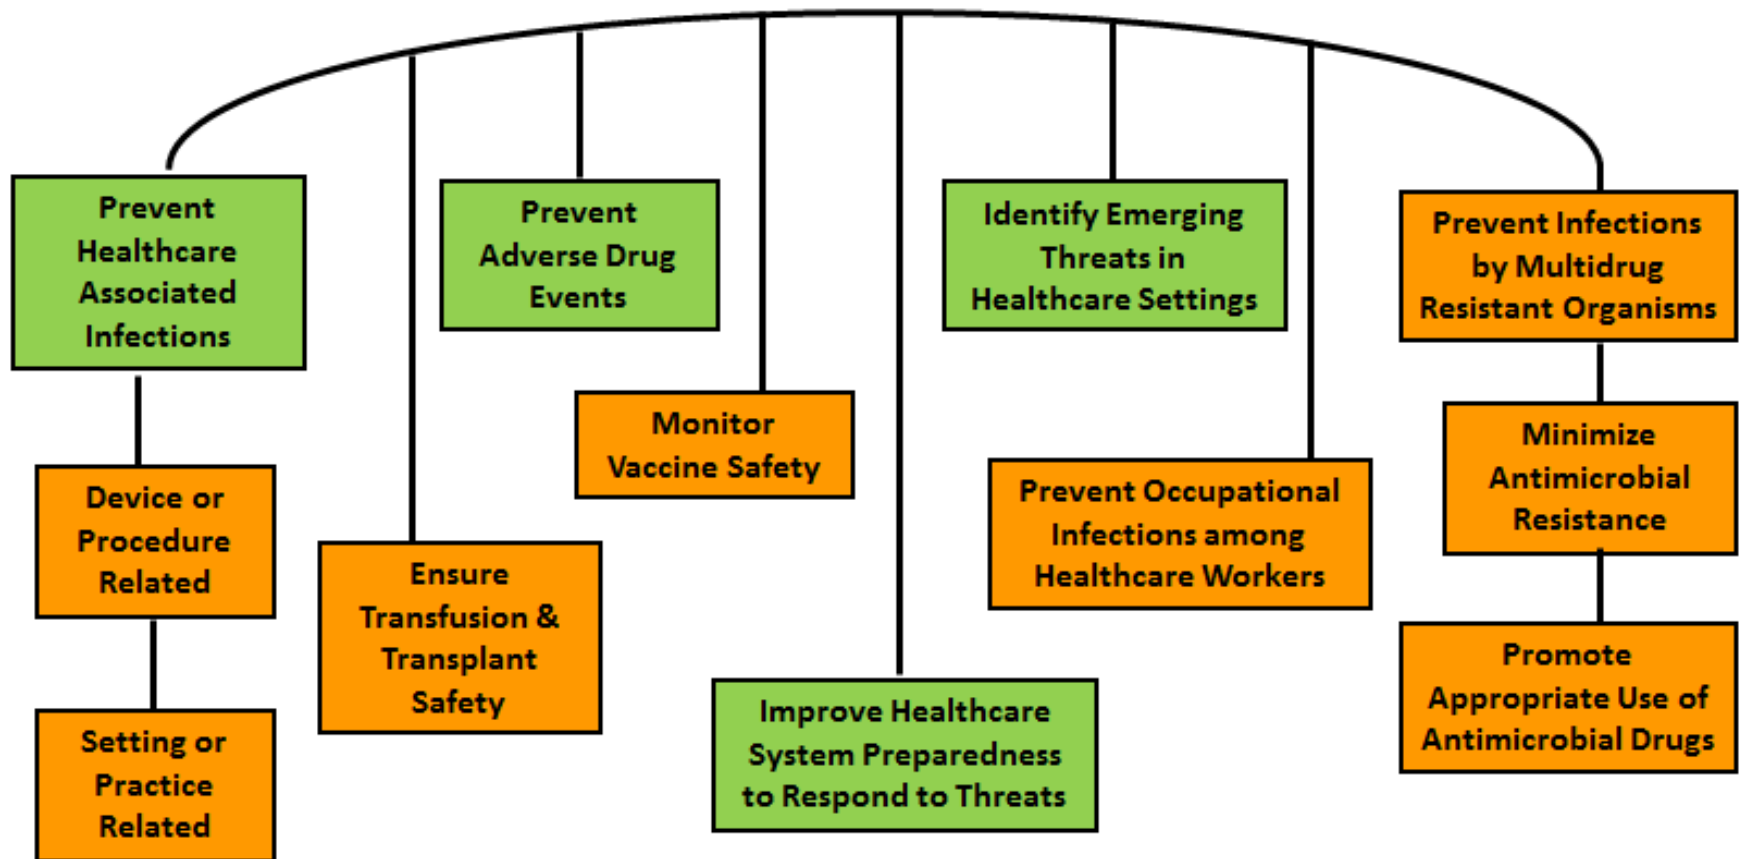 Prevent
Healthcare
Associated
Infections
Device or
Procedure
Related
Setting or
Practice
Related
Ensure
Transfusion &
Transplant
Safety
Prevent
Adverse Drug
Events
Monitor
Vaccine Safety
Improve Healthcare
System Preparedness
to Respond to Threats
Identify Emerging
Threats in
Healthcare Settings
Prevent Occupational
Infections among
Healthcare Workers
Prevent Infections
by Multidrug
Resistant Organisms
Minimize
Antimicrobial
Resistance
Promote
Appropriate Use of
Antimicrobial Drugs